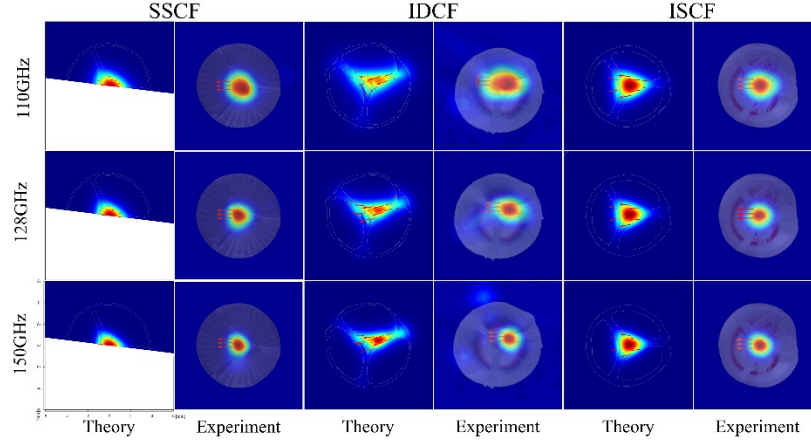 SSCF IDCF ISCF
110GHz
128GHz
150GHz
Theory Experiment Theory Experiment Theory Experiment